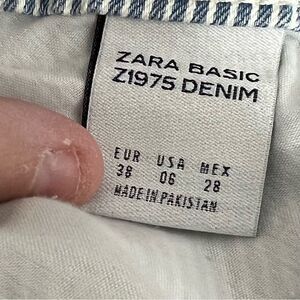 ZARA BASIC
Z1975 DENIM
EUR USA MEX
38 06 28
MADE IN PAKISTAN